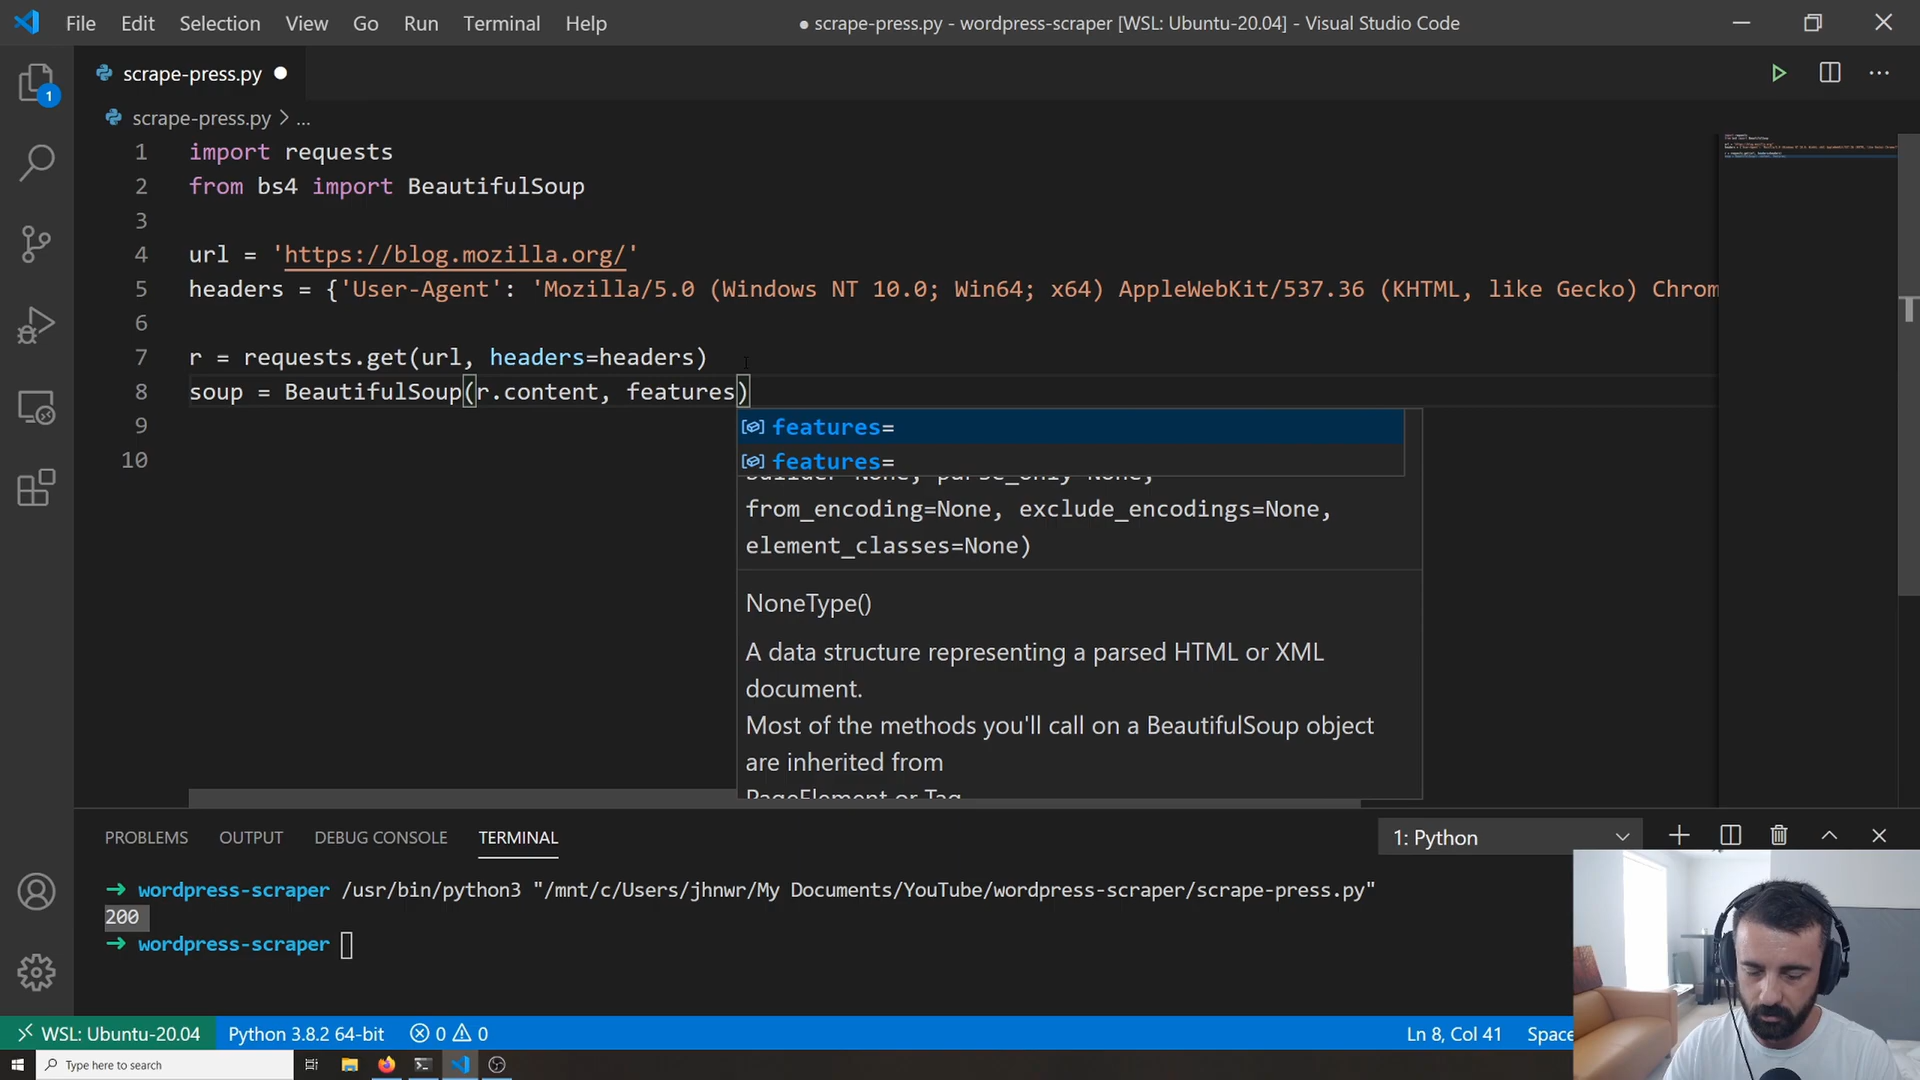 File Edit Selection View Go Run Terminal Help
● scrape-press.py - wordpress-scraper [WSL: Ubuntu-20.04] - Visual Studio Code
scrape-press.py
scrape-press.py > ...
1 import requests
2 from bs4 import BeautifulSoup
3
4 url = 'https://blog.mozilla.org/'
5 headers = {'User-Agent': 'Mozilla/5.0 (Windows NT 10.0; Win64; x64) AppleWebKit/537.36 (KHTML, like Gecko) Chrom
6
7 r = requests.get(url, headers=headers)
8 soup = BeautifulSoup(r.content, features)
9
10
1
features=
features=
builder=None, parse_only=None,
from_encoding=None, exclude_encodings=None,
element_classes=None)
NoneType()
A data structure representing a parsed HTML or XML
document.
Most of the methods you'll call on a BeautifulSoup object
are inherited from
PageElement or Tag
PROBLEMS OUTPUT DEBUG CONSOLE TERMINAL 1: Python
→ wordpress-scraper /usr/bin/python3 "/mnt/c/Users/jhnwr/My Documents/YouTube/wordpress-scraper/scrape-press.py"
200
→ wordpress-scraper
WSL: Ubuntu-20.04 Python 3.8.2 64-bit 0 0 Ln 8, Col 41 Space
Type here to search